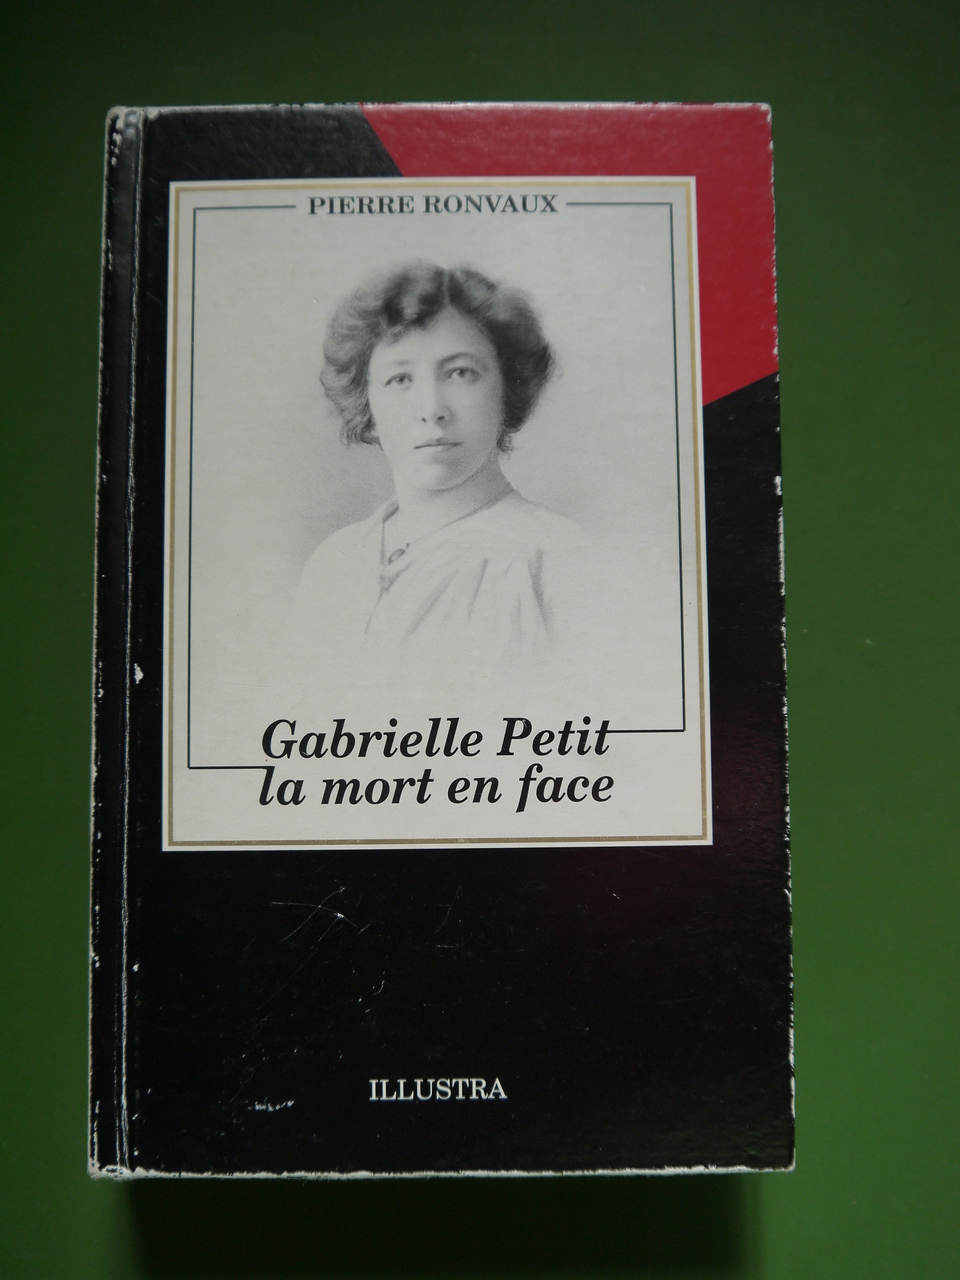 PIERRE RONVAUX
Gabrielle Petit
la mort en face
ILLUSTRA